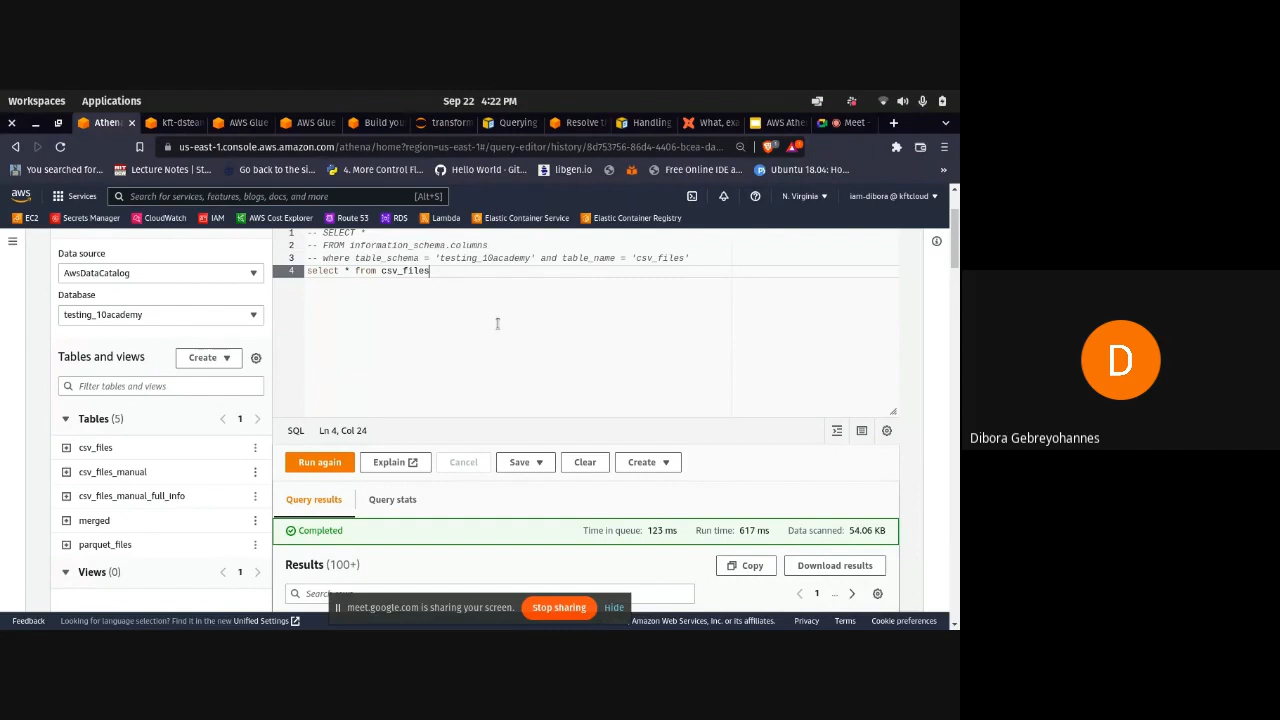 Workspaces Applications Sep 22 4:22 PM
Athen kft-dstean AWS Glue AWS Glue Build you transform Querying Resolve t Handling What, exa AWS Athe Meet -
us-east-1.console.aws.amazon.com/athena/home?region=us-east-1#/query-editor/history/8d753756-86d4-4406-bcea-da...
You searched for... Lecture Notes | St... Go back to the si... 4. More Control Fl... Hello World · Git... libgen.io Free Online IDE a... Ubuntu 18.04: Ho... »
aws Services Search for services, features, blogs, docs, and more [Alt+S] N. Virginia iam-dibora @ kftcloud
EC2 Secrets Manager CloudWatch IAM AWS Cost Explorer Route 53 RDS Lambda Elastic Container Service Elastic Container Registry
Data source
AwsDataCatalog
Database
testing_10academy
Tables and views Create
Filter tables and views
Tables (5) 1
csv_files
csv_files_manual
csv_files_manual_full_info
merged
parquet_files
Views (0) 1
1 -- SELECT *
2 -- FROM information_schema.columns
3 -- where table_schema = 'testing_10academy' and table_name = 'csv_files'
4 select * from csv_files
SQL Ln 4, Col 24
Run again Explain Cancel Save Clear Create
Query results Query stats
Completed Time in queue: 123 ms Run time: 617 ms Data scanned: 54.06 KB
Results (100+) Copy Download results
Search 1 ...
meet.google.com is sharing your screen. Stop sharing Hide
Feedback Looking for language selection? Find it in the new Unified Settings , Amazon Web Services, Inc. or its affiliates. Privacy Terms Cookie preferences
D
Dibora Gebreyohannes